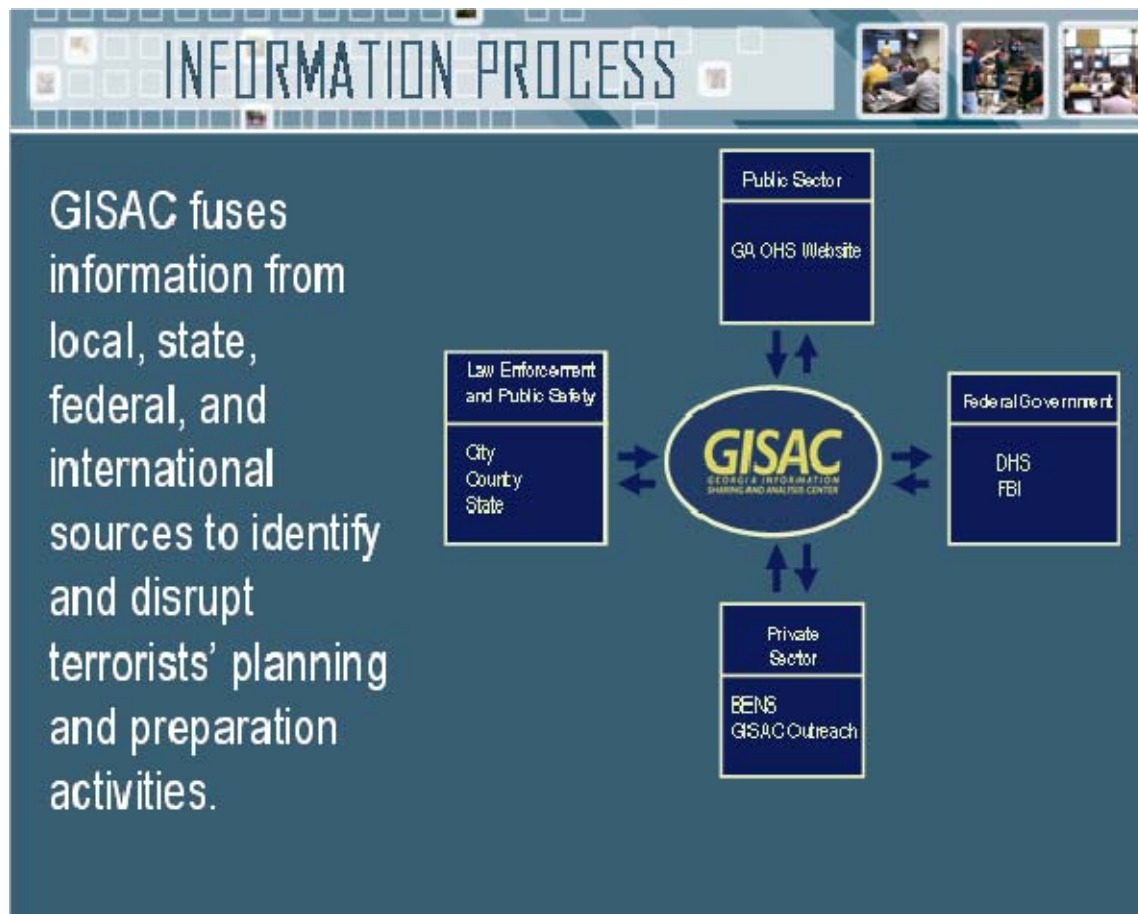 INFORMATION PROCESS
GISAC fuses
information from
local, state,
federal, and
international
sources to identify
and disrupt
terrorists' planning
and preparation
activities.
Public Sector
GA OHS Website
Law Enforcement
and Public Safety
City
Country
State
GISAC
GEORGIA INFORMATION
SHARING AND ANALYSIS CENTER
Federal Government
DHS
FBI
Private
Sector
BENS
GISAC Outreach